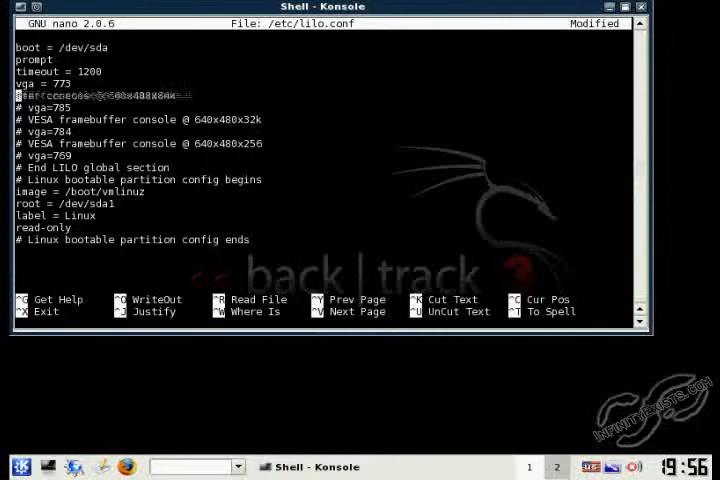 Shell - Konsole
GNU nano 2.0.6 File: /etc/lilo.conf Modified
boot = /dev/sda
prompt
timeout = 1200
vga = 773
# vga=785
# VESA framebuffer console @ 640x480x32k
# vga=784
# VESA framebuffer console @ 640x480x256
# vga=769
# End LILO global section
# Linux bootable partition config begins
image = /boot/vmlinuz
root = /dev/sda1
label = Linux
read-only
# Linux bootable partition config ends
<< back | track
^G Get Help ^O WriteOut ^R Read File ^Y Prev Page ^K Cut Text ^C Cur Pos
^X Exit ^J Justify ^W Where Is ^V Next Page ^U UnCut Text ^T To Spell
INFINITYEXISTS.COM
Shell - Konsole 1 2 19:56